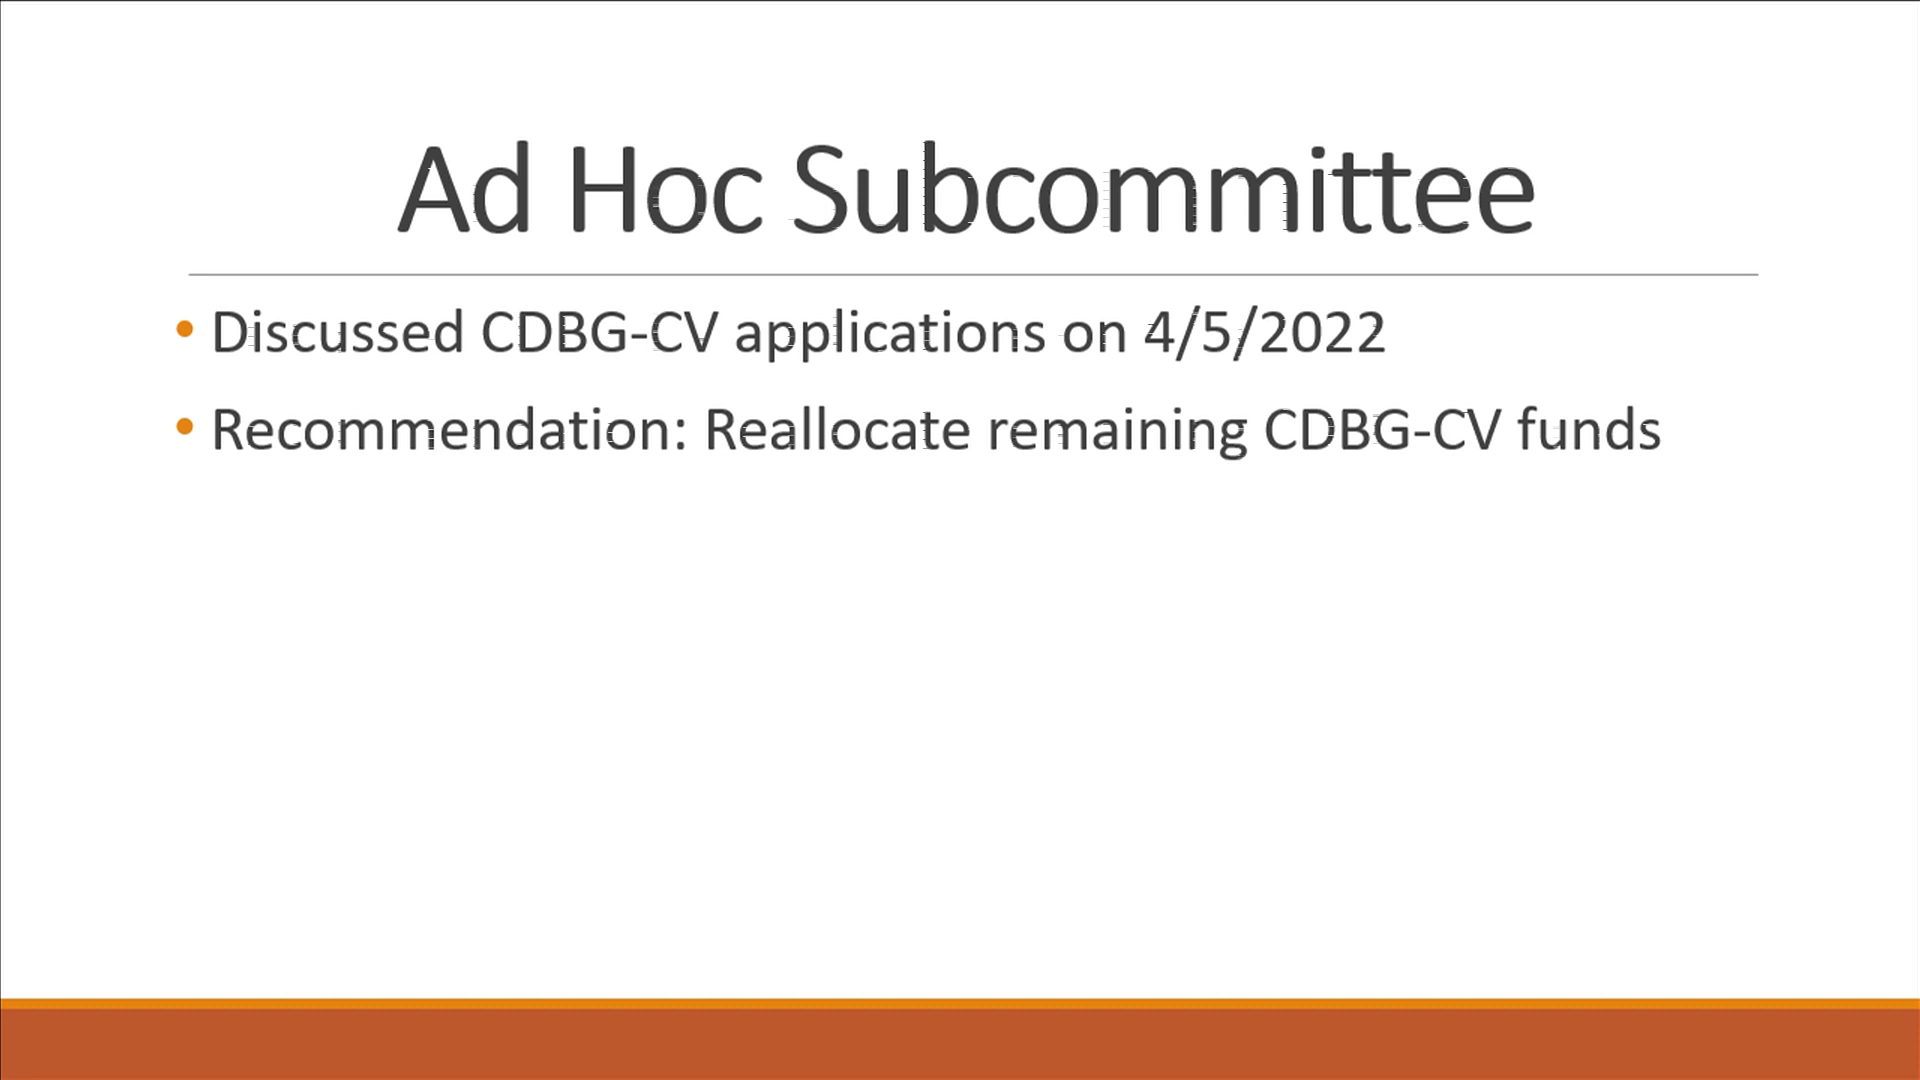 Ad Hoc Subcommittee
• Discussed CDBG-CV applications on 4/5/2022
• Recommendation: Reallocate remaining CDBG-CV funds